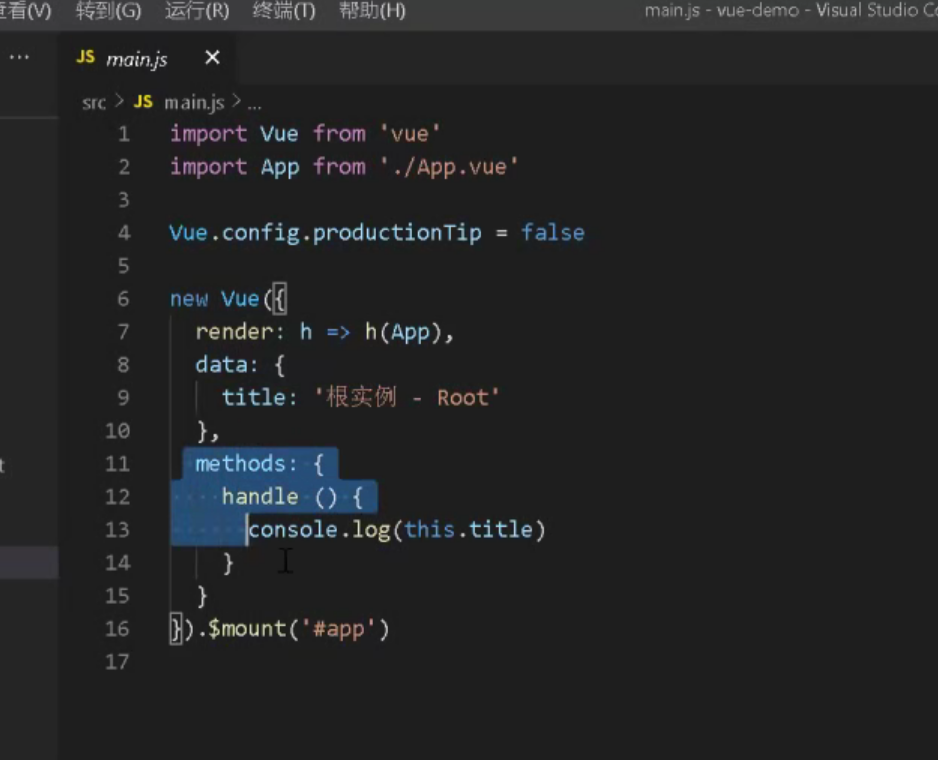 查看(V) 转到(G) 运行(R) 终端(T) 帮助(H) main.js - vue-demo - Visual Studio
JS main.js ×
src > JS main.js > ...
1 import Vue from 'vue'
2 import App from './App.vue'
3
4 Vue.config.productionTip = false
5
6 new Vue({
7 render: h => h(App),
8 data: {
9 title: '根实例 - Root'
10 },
11 methods: {
12 handle () {
13 console.log(this.title)
14 }
15 }
16 }).$mount('#app')
17